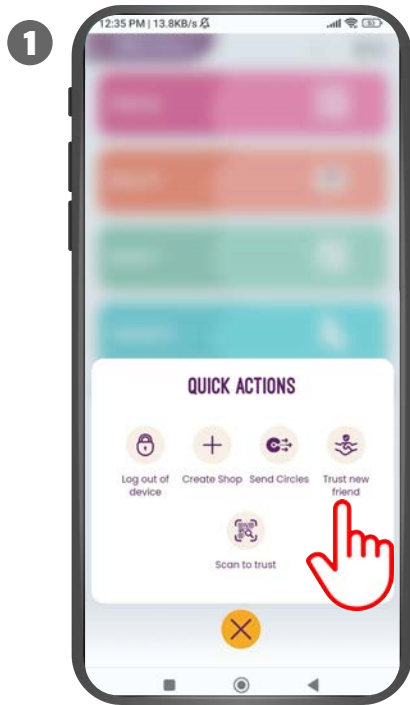 1
12:35 PM | 13.8KB/s
QUICK ACTIONS
Log out of
device
Create Shop
Send Circles
Trust new
friend
Scan to trust